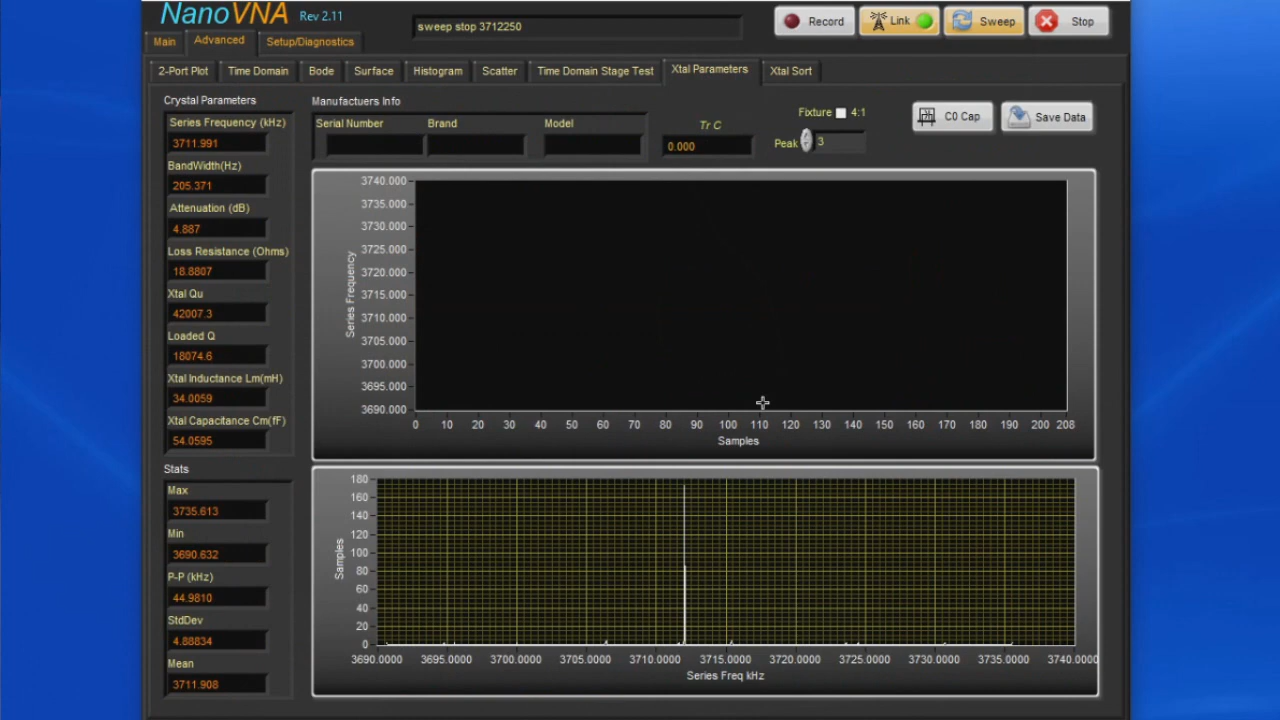 NanoVNA Rev 2.11
sweep stop 3712250
Record
Link
Sweep
Stop
Main
Advanced
Setup/Diagnostics
2-Port Plot
Time Domain
Bode
Surface
Histogram
Scatter
Time Domain Stage Test
Xtal Parameters
Xtal Sort
Crystal Parameters
Series Frequency (kHz)
3711.991
BandWidth(Hz)
205.371
Attenuation (dB)
4.887
Loss Resistance (Ohms)
18.8807
Xtal Qu
42007.3
Loaded Q
18074.6
Xtal Inductance Lm(mH)
34.0059
Xtal Capacitance Cm(fF)
54.0595
Stats
Max
3735.613
Min
3690.632
P-P (kHz)
44.9810
StdDev
4.88834
Mean
3711.908
Manufactuers Info
Serial Number
Brand
Model
Tr C
0.000
Fixture 4:1
Peak 3
C0 Cap
Save Data
3740.000
3735.000
3730.000
3725.000
3720.000
3715.000
3710.000
3705.000
3700.000
3695.000
3690.000
Series Frequency
0 10 20 30 40 50 60 70 80 90 100 110 120 130 140 150 160 170 180 190 200 208
Samples
180
160
140
120
100
80
60
40
20
0
Samples
3690.0000 3695.0000 3700.0000 3705.0000 3710.0000 3715.0000 3720.0000 3725.0000 3730.0000 3735.0000 3740.0000
Series Freq kHz